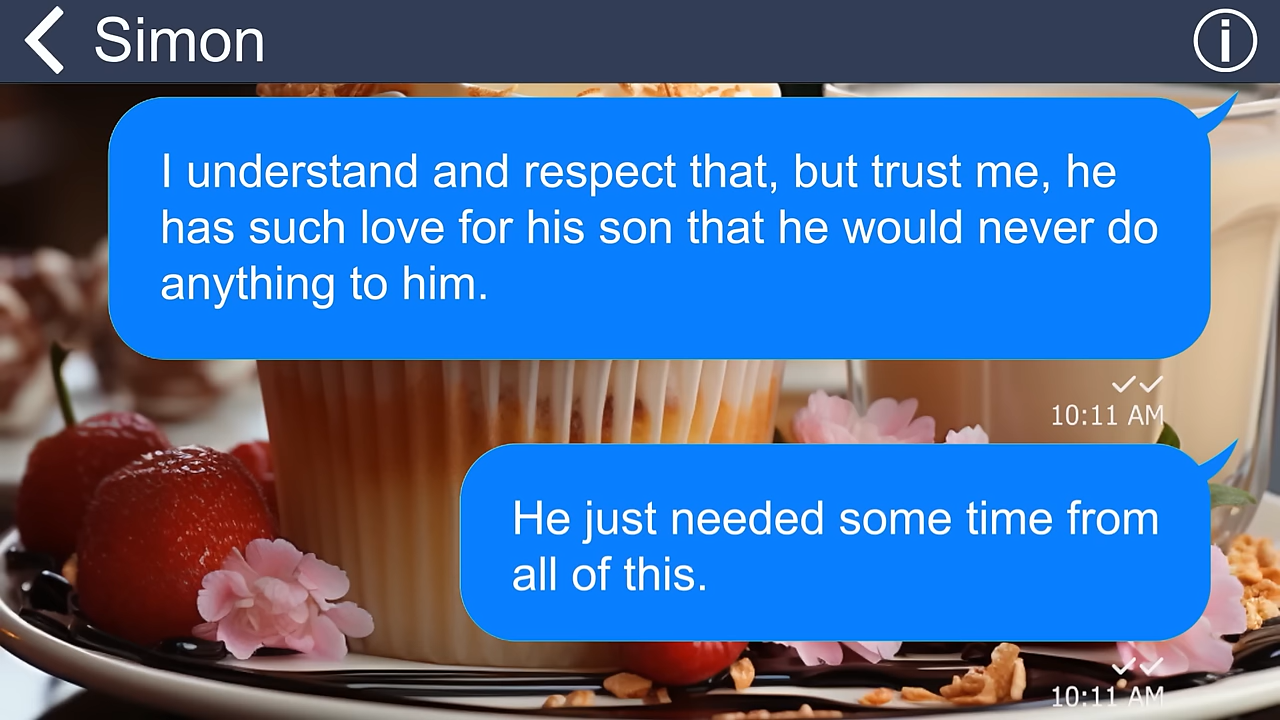 Simon
I understand and respect that, but trust me, he
has such love for his son that he would never do
anything to him.
10:11 AM
He just needed some time from
all of this.
10:11 AM